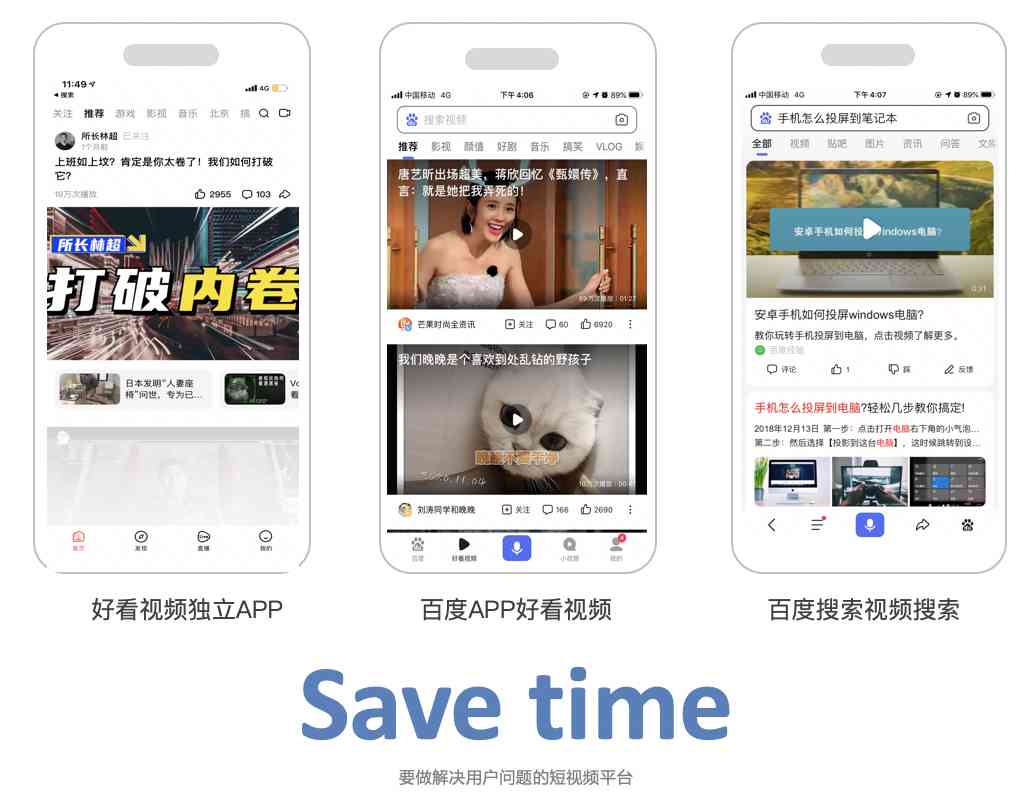 11:49
搜索
4G
关注 推荐 游戏 影视 音乐 北京 搞
所长林超 已关注
1个月前
上班如上坟？肯定是你太卷了！我们如何打破
它？
19万次播放 2955 103
所长林超
打破内卷
日本发明“人妻座
椅”问世，专为已...
首页 发现 直播 我的
好看视频独立APP
中国移动 4G 下午4:06 89%
搜索视频
推荐 影视 颜值 好剧 音乐 搞笑 VLOG 娱
唐艺昕出场超美，蒋欣回忆《甄嬛传》，直
言：就是她把我弄死的！
89万次播放 01:27
芒果时尚全资讯 关注 60 6920
我们晚晚是个喜欢到处乱钻的野孩子
2020.11.04
刘涛同学和晚晚 关注 166 2690
百度 好看视频 小视频 我的
4
百度APP好看视频
中国移动 4G 下午4:07 89%
手机怎么投屏到笔记本
全部 视频 贴吧 图片 资讯 问答 文库
安卓手机如何投屏windows电脑?
0:31
安卓手机如何投屏windows电脑?
教你玩转手机投屏到电脑，点击视频了解更多。
百度经验
评论 1 踩 反馈
手机怎么投屏到电脑?轻松几步教你搞定!
2018年12月13日 第一步：点击打开电脑右下角的小气泡...
第二步：然后选择【投影到这台电脑】，这时候跳转到设...
百度搜索视频搜索
Save time
要做解决用户问题的短视频平台